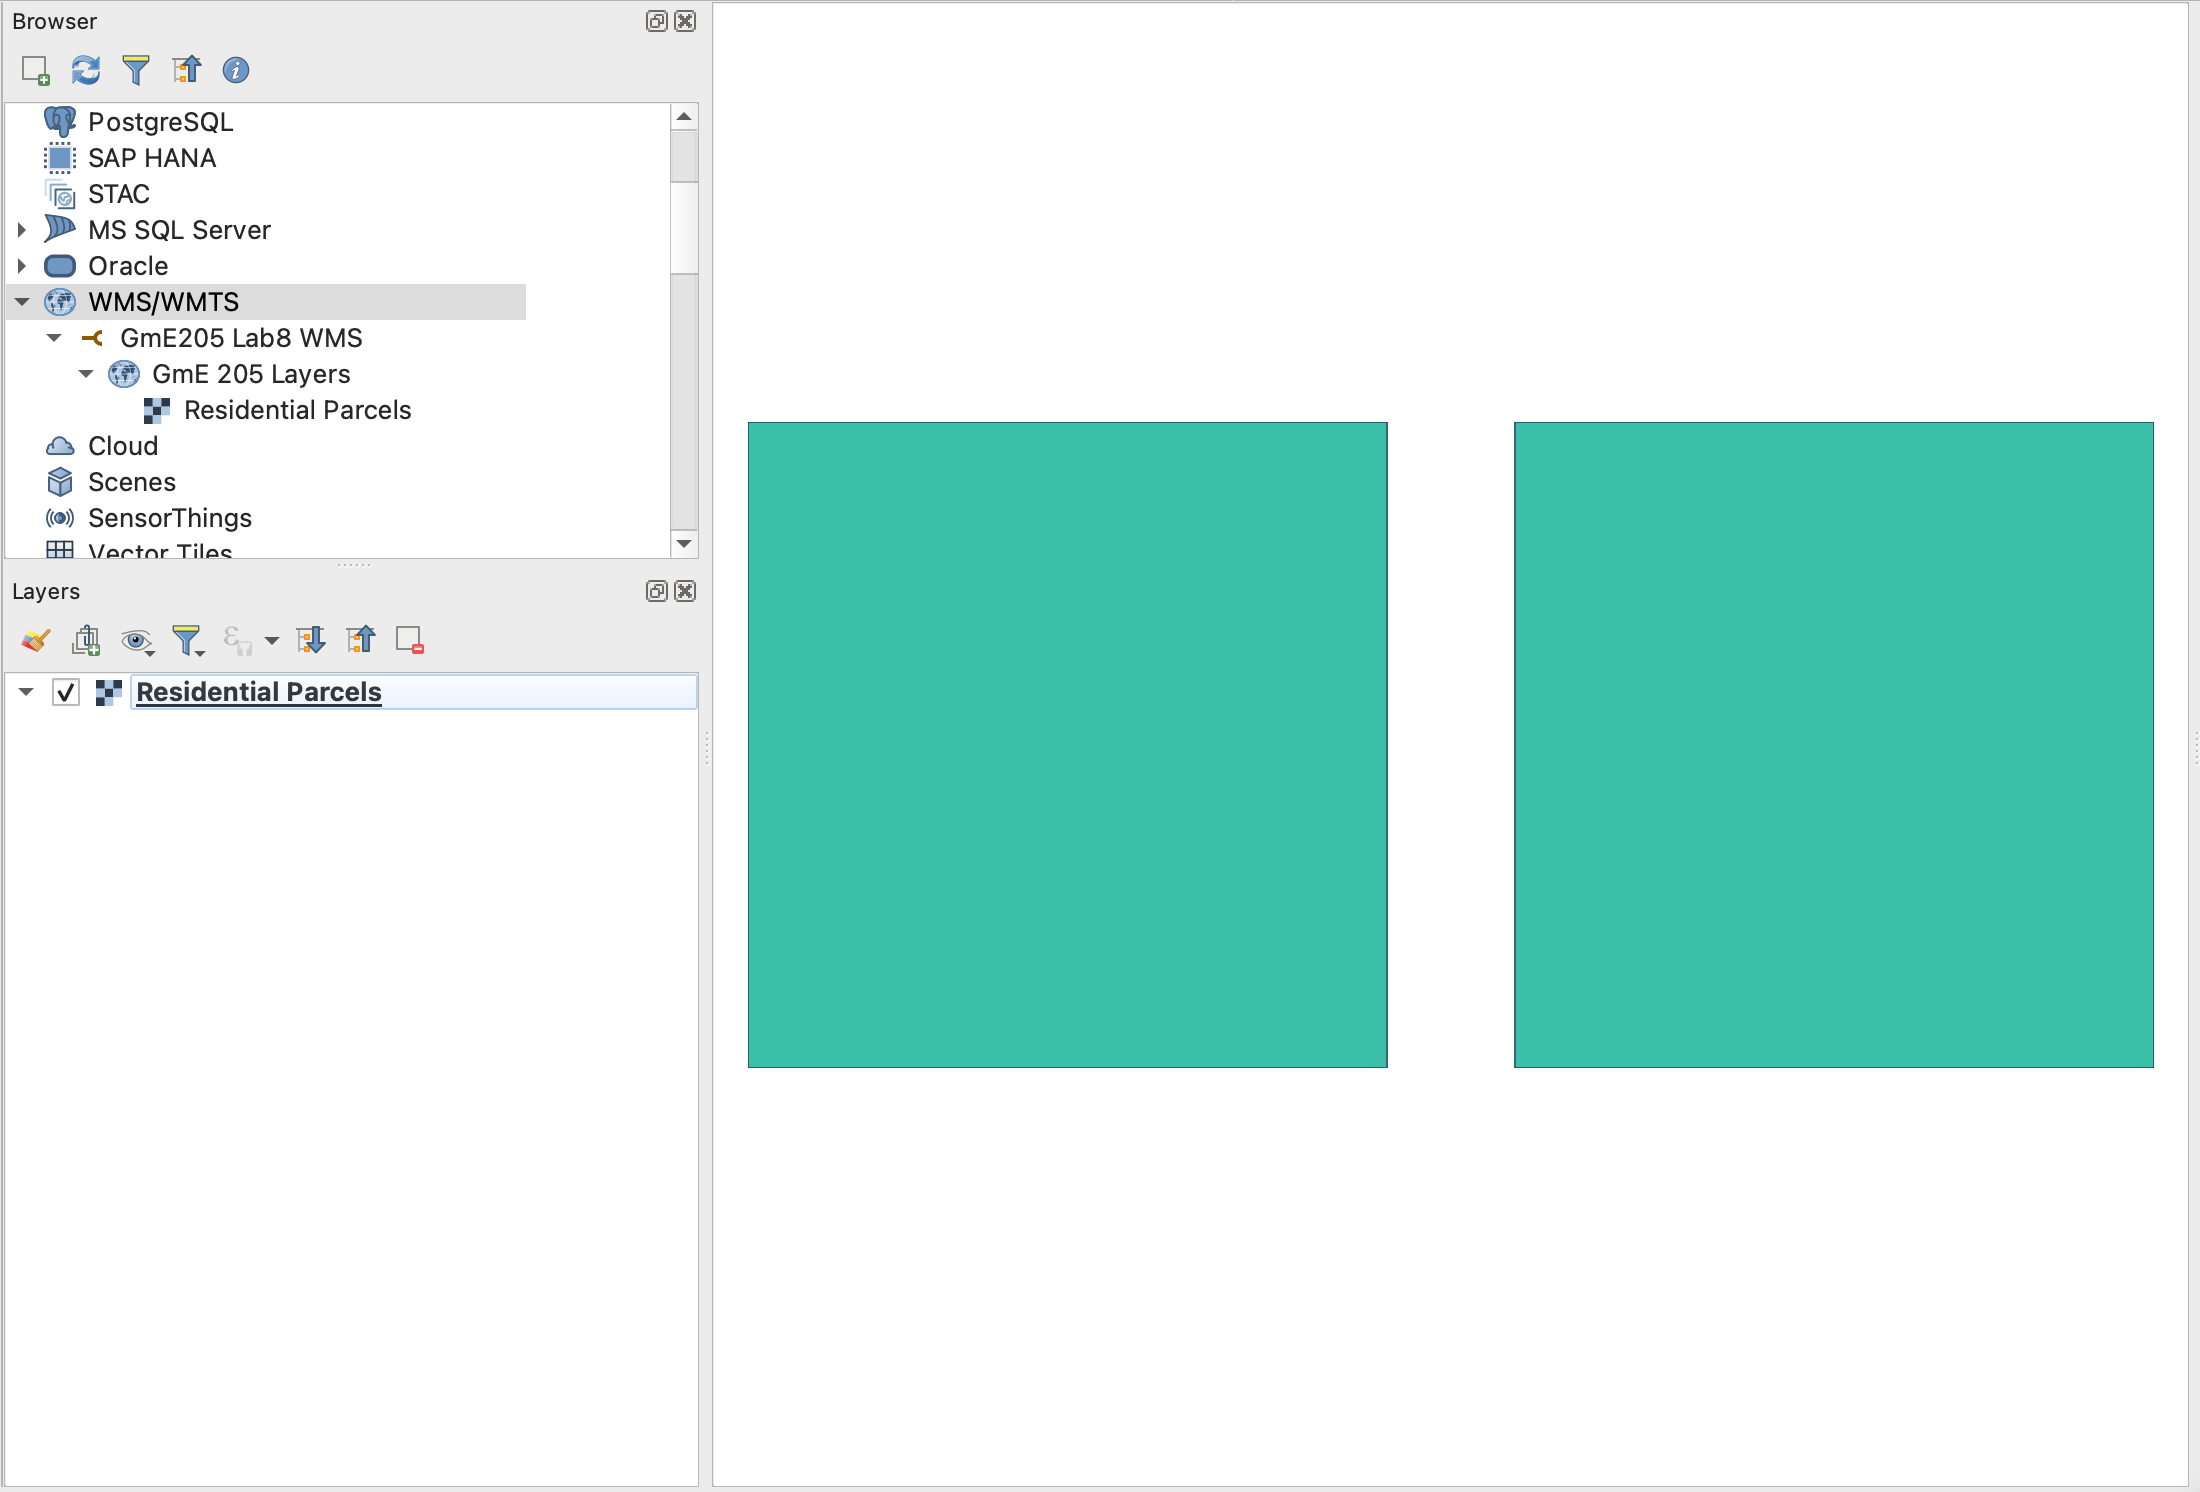 Browser
PostgreSQL
SAP HANA
STAC
MS SQL Server
Oracle
WMS/WMTS
GmE205 Lab8 WMS
GmE 205 Layers
Residential Parcels
Cloud
Scenes
SensorThings
Vector Tiles
Layers
Residential Parcels